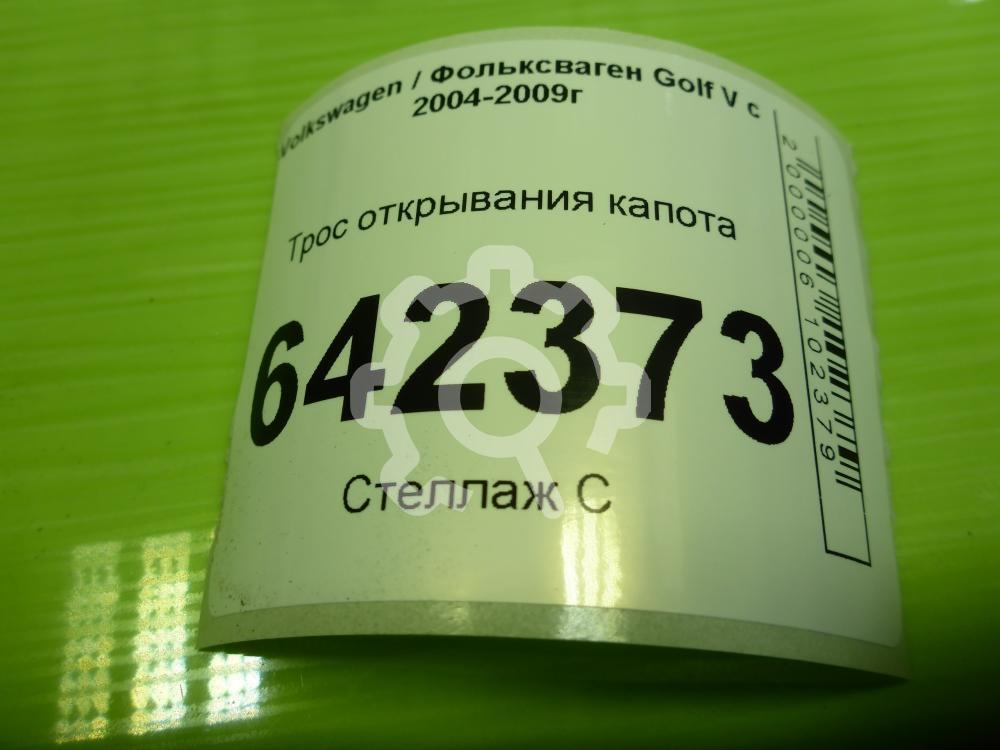 Volkswagen / Фольксваген Golf V с
2004-2009г
Трос открывания капота
642373
Стеллаж С
2000006102379